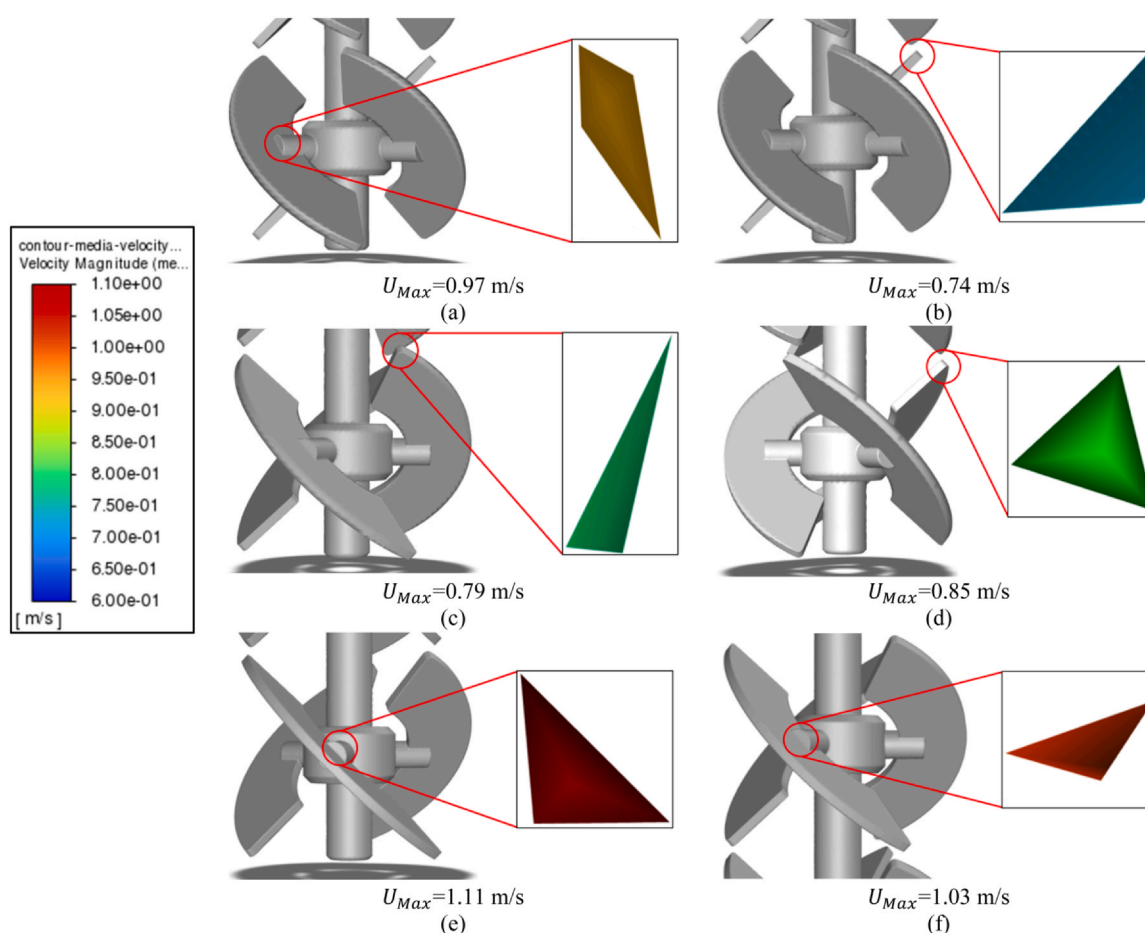 U_Max=0.97 m/s
(a)
U_Max=0.74 m/s
(b)
contour-media-velocity...
Velocity Magnitude (me...
1.10e+00
1.05e+00
1.00e+00
9.50e-01
9.00e-01
8.50e-01
8.00e-01
7.50e-01
7.00e-01
6.50e-01
6.00e-01
[ m/s ]
U_Max=0.79 m/s
(c)
U_Max=0.85 m/s
(d)
U_Max=1.11 m/s
(e)
U_Max=1.03 m/s
(f)